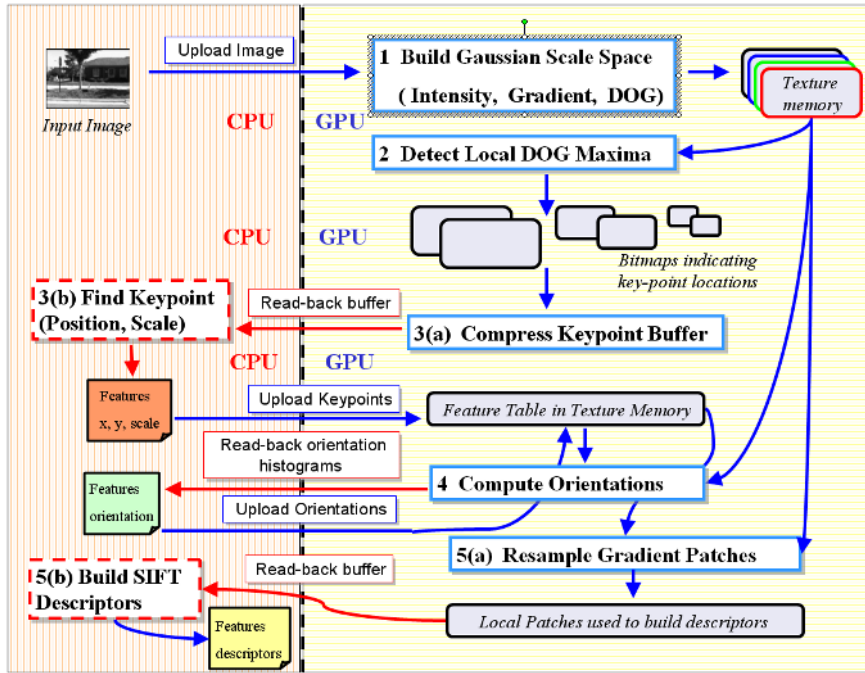 Upload Image
1 Build Gaussian Scale Space
( Intensity, Gradient, DOG)
Texture
memory
Input Image
CPU
GPU
2 Detect Local DOG Maxima
CPU
GPU
Bitmaps indicating
key-point locations
3(b) Find Keypoint
(Position, Scale)
Read-back buffer
3(a) Compress Keypoint Buffer
CPU
GPU
Features
x, y, scale
Upload Keypoints
Feature Table in Texture Memory
Read-back orientation
histograms
Features
orientation
4 Compute Orientations
Upload Orientations
5(a) Resample Gradient Patches
Read-back buffer
5(b) Build SIFT
Descriptors
Local Patches used to build descriptors
Features
descriptors